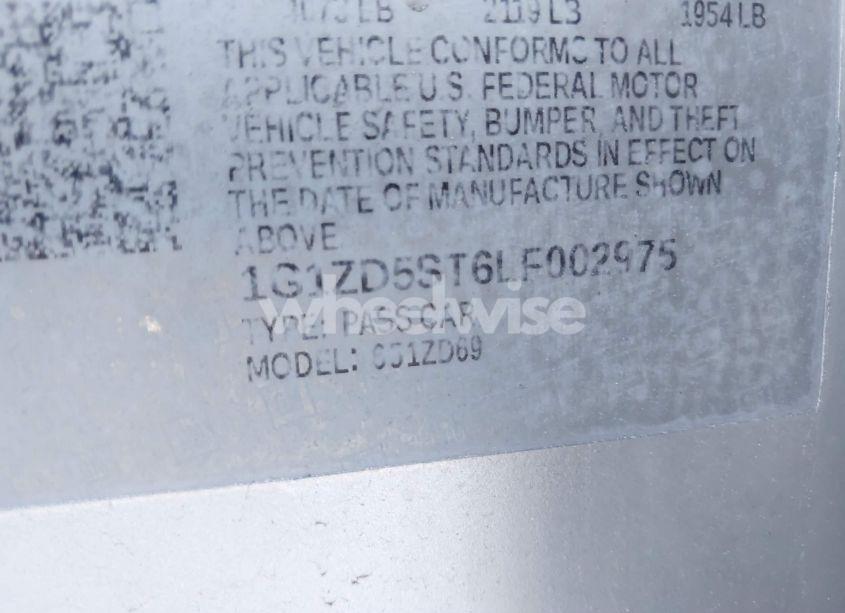 2119 LB
1954 LB
THIS VEHICLE CONFORMS TO ALL
APPLICABLE U.S. FEDERAL MOTOR
VEHICLE SAFETY, BUMPER, AND THEFT
PREVENTION STANDARDS IN EFFECT ON
THE DATE OF MANUFACTURE SHOWN
ABOVE
1G1ZD5ST6LF002975
wheelwise
TYPE: PASS CAR
MODEL: